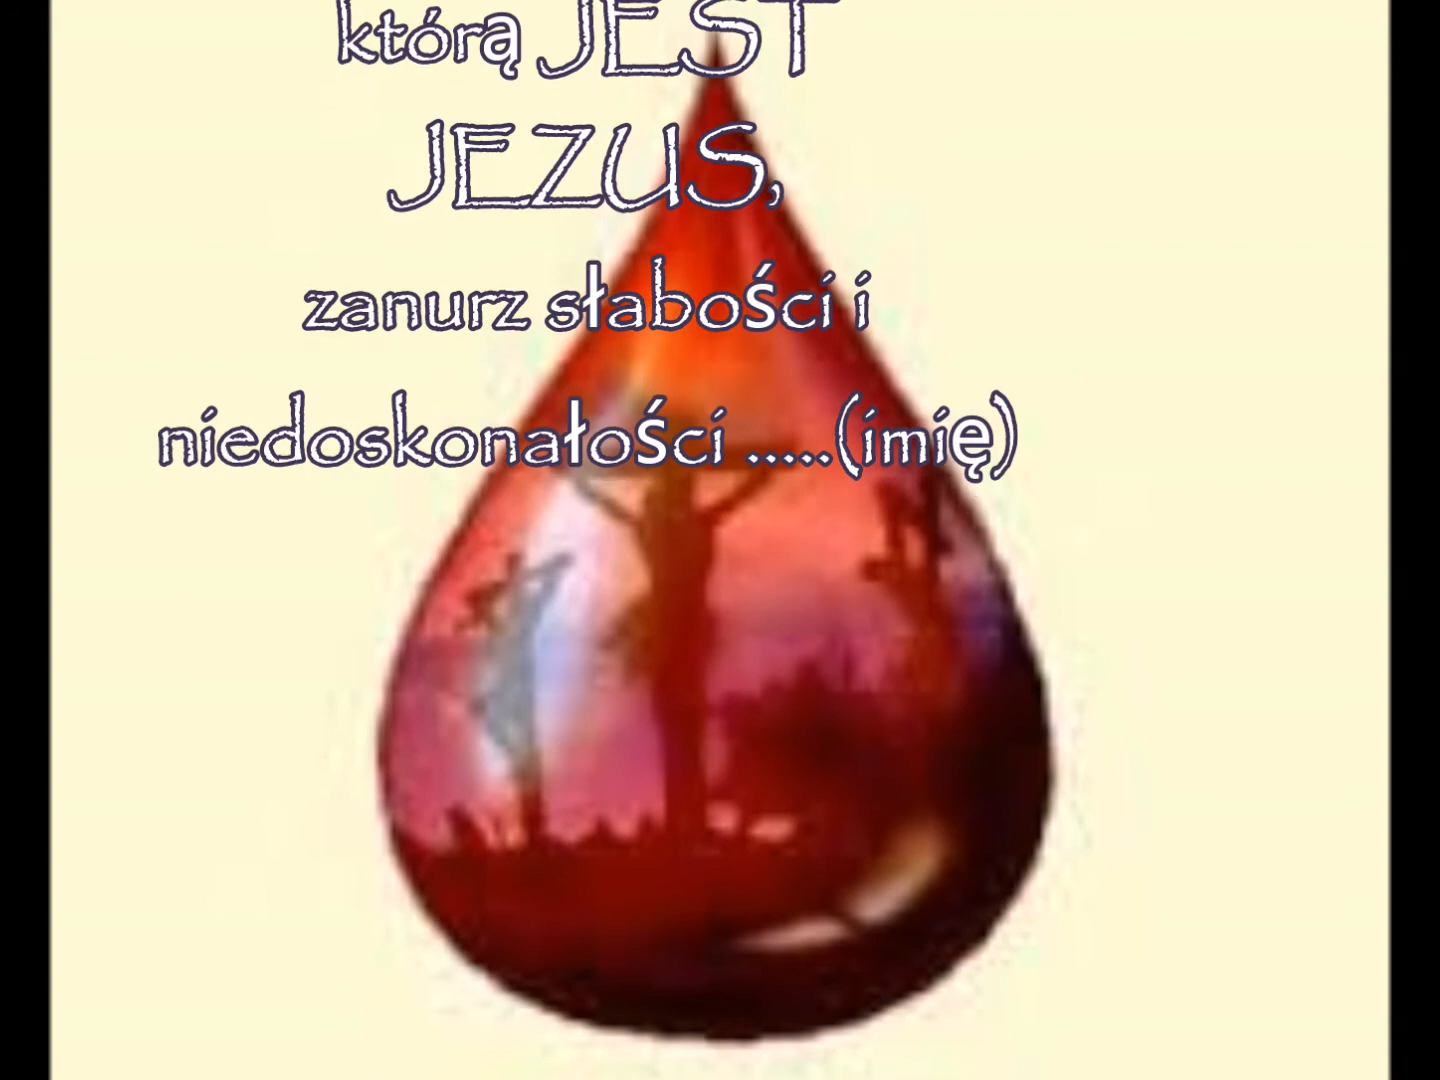 którą JEST
JEZUS,
zanurz słabości i
niedoskonałości .....(imię)